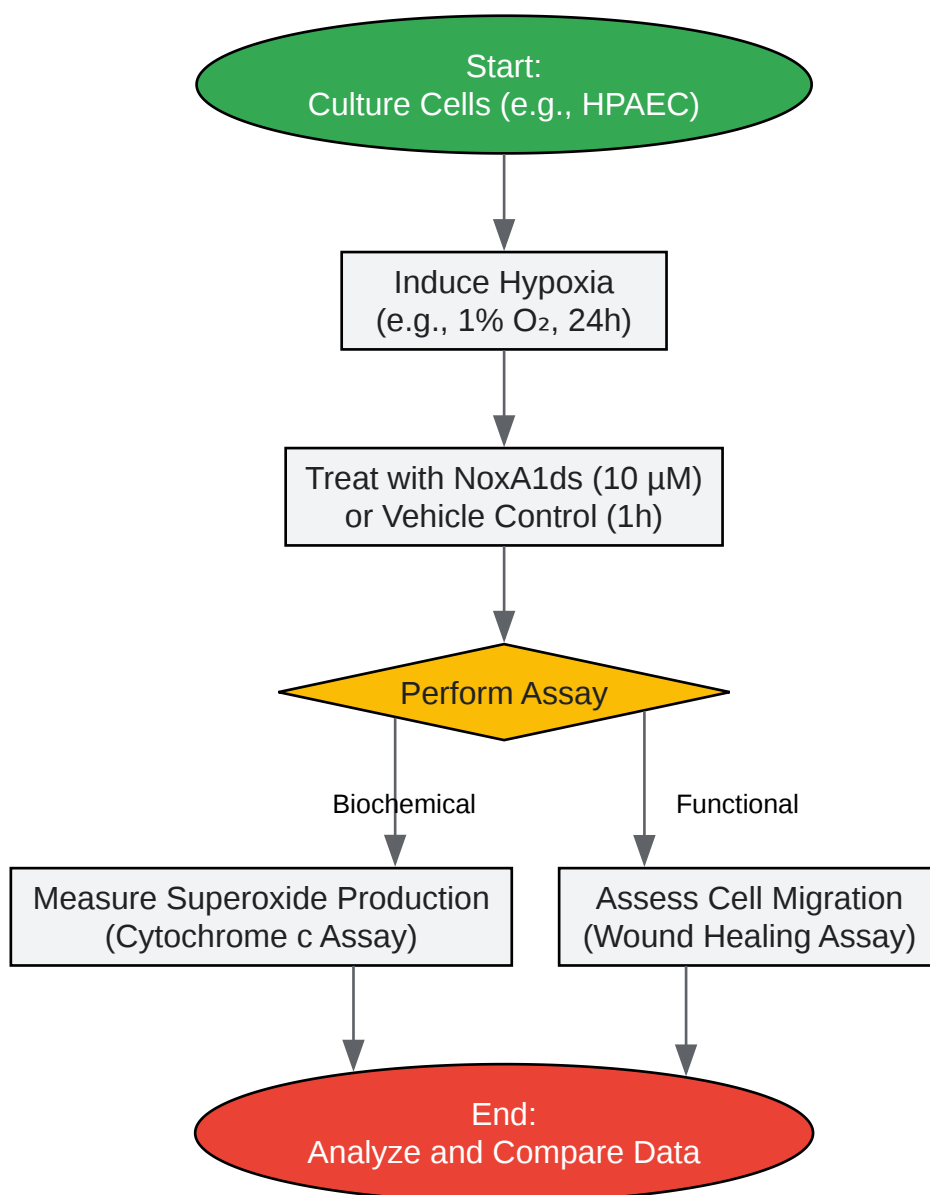 Start:
Culture Cells (e.g., HPAEC)
Induce Hypoxia
(e.g., 1% O₂, 24h)
Treat with NoxA1ds (10 µM)
or Vehicle Control (1h)
Perform Assay
Biochemical
Functional
Measure Superoxide Production
(Cytochrome c Assay)
Assess Cell Migration
(Wound Healing Assay)
End:
Analyze and Compare Data